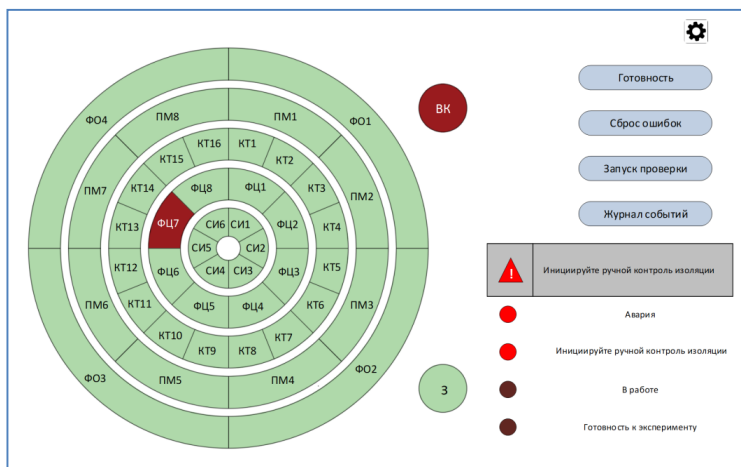 Готовность
ВК
Сброс ошибок
Запуск проверки
Журнал событий
ФО4
ФО1
ПМ8
ПМ1
КТ16
КТ1
КТ15
КТ2
ПМ7
КТ14
ФЦ8
ФЦ1
КТ3
ПМ2
КТ13
ФЦ7
СИ6
СИ1
ФЦ2
КТ4
СИ5
СИ2
КТ12
ФЦ6
СИ4
СИ3
ФЦ3
КТ5
ПМ6
КТ11
ФЦ5
ФЦ4
КТ6
ПМ3
КТ10
КТ9
КТ8
КТ7
ПМ5
ПМ4
ФО3
ФО2
З
!
Инициируйте ручной контроль изоляции
Авария
Инициируйте ручной контроль изоляции
В работе
Готовность к эксперименту